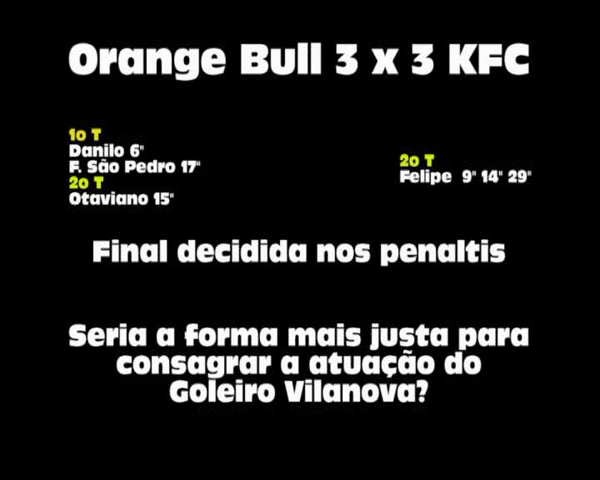 Orange Bull 3 x 3 KFC
1o T
Danilo 6"
F. São Pedro 17"
2o T
Otaviano 15"
2o T
Felipe 9" 14" 29"
Final decidida nos penaltis
Seria a forma mais justa para
consagrar a atuação do
Goleiro Vilanova?